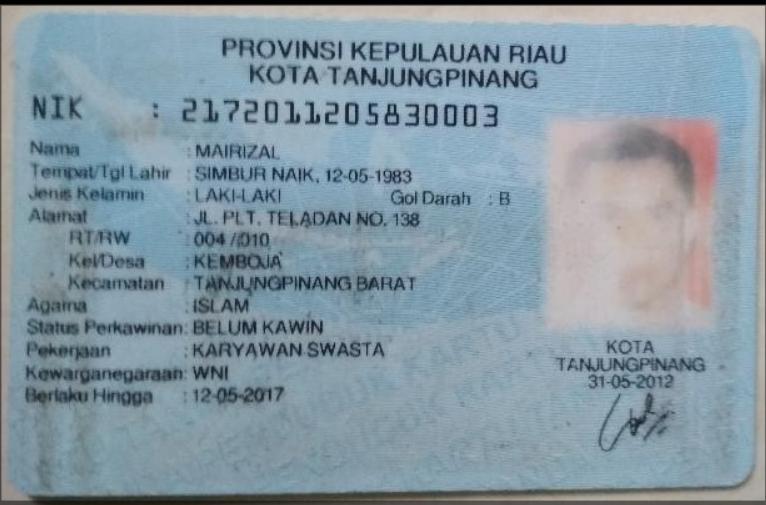 PROVINSI KEPULAUAN RIAU
KOTA TANJUNGPINANG
NIK : 2172011205830003
Nama : MAIRIZAL
Tempat/Tgl Lahir : SIMBUR NAIK, 12-05-1983
Jenis Kelamin : LAKI-LAKI Gol Darah : B
Alamat : JL. PLT. TELADAN NO. 138
RT/RW : 004 / 010
Kel/Desa : KEMBOJA
Kecamatan : TANJUNGPINANG BARAT
Agama : ISLAM
Status Perkawinan: BELUM KAWIN
Pekerjaan : KARYAWAN SWASTA
Kewarganegaraan: WNI
Berlaku Hingga : 12-05-2017
KOTA
TANJUNGPINANG
31-05-2012